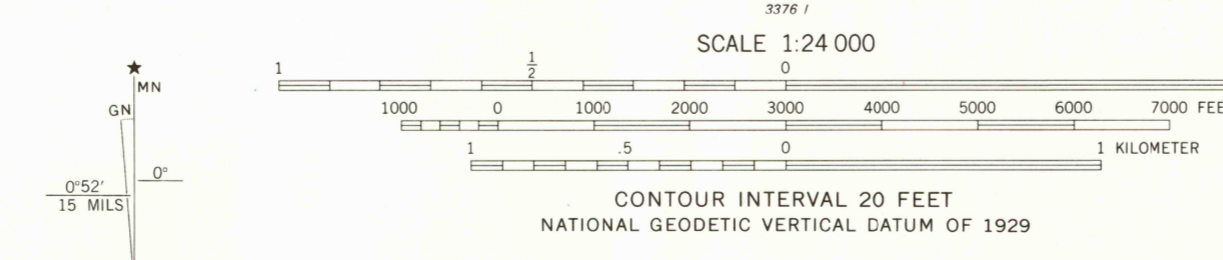 3376 I
SCALE 1:24 000
1 1/2 0
1000 0 1000 2000 3000 4000 5000 6000 7000 FEE
1 .5 0 1 KILOMETER
CONTOUR INTERVAL 20 FEET
NATIONAL GEODETIC VERTICAL DATUM OF 1929
★
MN
GN
0°52′
15 MILS
0°